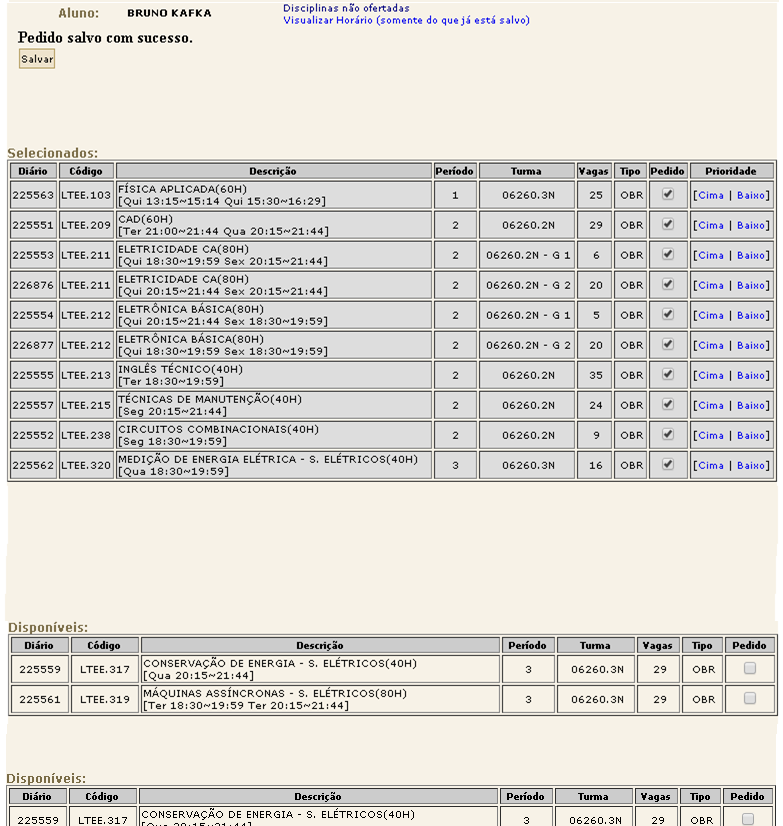 Aluno: BRUNO KAFKA
Disciplinas não ofertadas
Visualizar Horário (somente do que já está salvo)
Pedido salvo com sucesso.
Salvar
Selecionados:
Diário Código Descrição Período Turma Vagas Tipo Pedido Prioridade
225563 LTEE.103 FÍSICA APLICADA(60H) 1 06260.3N 25 OBR [Cima | Baixo]
[Qui 13:15~15:14 Qui 15:30~16:29]
225551 LTEE.209 CAD(60H) 2 06260.2N 29 OBR [Cima | Baixo]
[Ter 21:00~21:44 Qua 20:15~21:44]
225553 LTEE.211 ELETRICIDADE CA(80H) 2 06260.2N - G 1 6 OBR [Cima | Baixo]
[Qui 18:30~19:59 Sex 20:15~21:44]
226876 LTEE.211 ELETRICIDADE CA(80H) 2 06260.2N - G 2 20 OBR [Cima | Baixo]
[Qui 20:15~21:44 Sex 20:15~21:44]
225554 LTEE.212 ELETRÔNICA BÁSICA(80H) 2 06260.2N - G 1 5 OBR [Cima | Baixo]
[Qui 20:15~21:44 Sex 18:30~19:59]
226877 LTEE.212 ELETRÔNICA BÁSICA(80H) 2 06260.2N - G 2 20 OBR [Cima | Baixo]
[Qui 18:30~19:59 Sex 18:30~19:59]
225555 LTEE.213 INGLÊS TÉCNICO(40H) 2 06260.2N 35 OBR [Cima | Baixo]
[Ter 18:30~19:59]
225557 LTEE.215 TÉCNICAS DE MANUTENÇÃO(40H) 2 06260.2N 24 OBR [Cima | Baixo]
[Seg 20:15~21:44]
225552 LTEE.238 CIRCUITOS COMBINACIONAIS(40H) 2 06260.2N 9 OBR [Cima | Baixo]
[Seg 18:30~19:59]
225562 LTEE.320 MEDIÇÃO DE ENERGIA ELÉTRICA - S. ELÉTRICOS(40H) 3 06260.3N 16 OBR [Cima | Baixo]
[Qua 18:30~19:59]
Disponíveis:
Diário Código Descrição Período Turma Vagas Tipo Pedido
225559 LTEE.317 CONSERVAÇÃO DE ENERGIA - S. ELÉTRICOS(40H) 3 06260.3N 29 OBR
[Qua 20:15~21:44]
225561 LTEE.319 MÁQUINAS ASSÍNCRONAS - S. ELÉTRICOS(80H) 3 06260.3N 29 OBR
[Ter 18:30~19:59 Ter 20:15~21:44]
Disponíveis:
Diário Código Descrição Período Turma Vagas Tipo Pedido
225559 LTEE.317 CONSERVAÇÃO DE ENERGIA - S. ELÉTRICOS(40H) 3 06260.3N 29 OBR